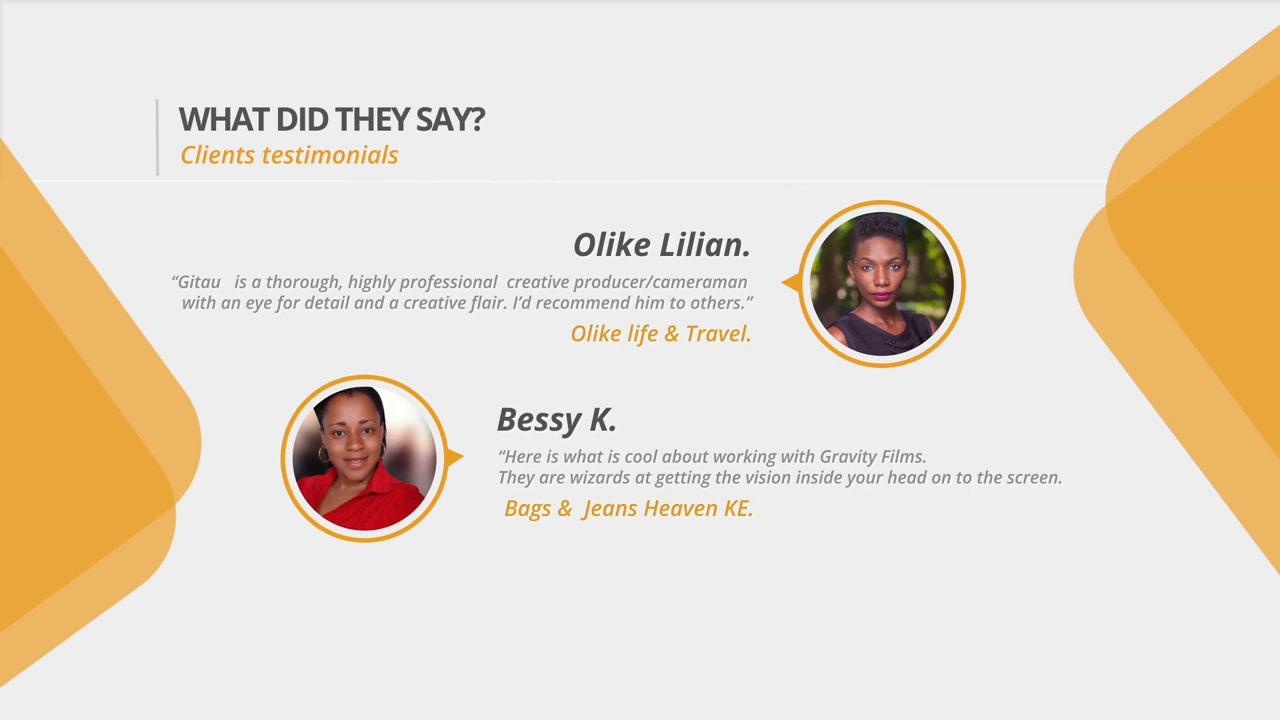 WHAT DID THEY SAY?
Clients testimonials
Olike Lilian.
“Gitau is a thorough, highly professional creative producer/cameraman
with an eye for detail and a creative flair. I’d recommend him to others.”
Olike life & Travel.
Bessy K.
“Here is what is cool about working with Gravity Films.
They are wizards at getting the vision inside your head on to the screen.
Bags & Jeans Heaven KE.